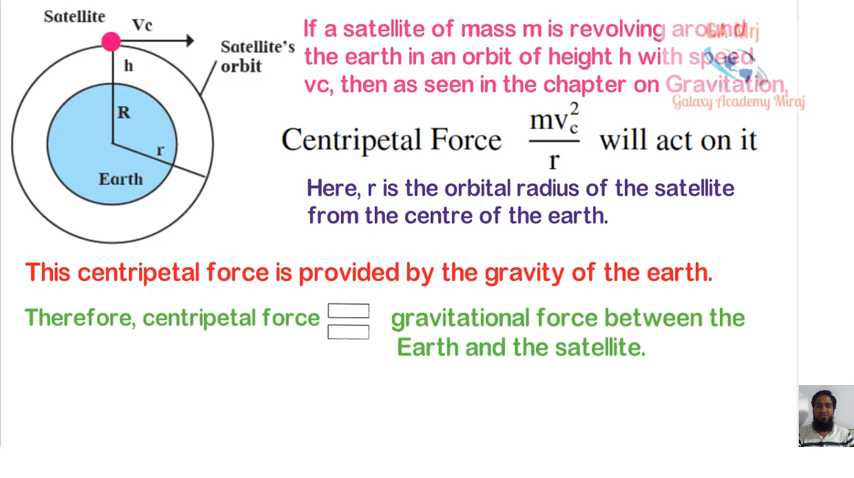 Satellite
Vc
Satellite's
orbit
h
R
r
Earth
If a satellite of mass m is revolving around
the earth in an orbit of height h with speed
vc, then as seen in the chapter on Gravitation,
Galaxy Academy Miraj
Centripetal Force mv_c^2/r will act on it
Here, r is the orbital radius of the satellite
from the centre of the earth.
This centripetal force is provided by the gravity of the earth.
Therefore, centripetal force = gravitational force between the
Earth and the satellite.